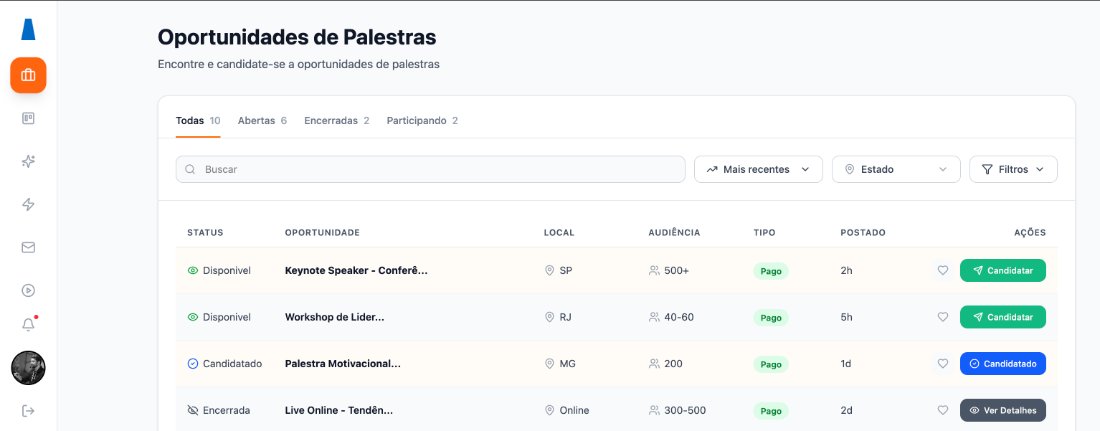 Oportunidades de Palestras
Encontre e candidate-se a oportunidades de palestras
Todas 10 Abertas 6 Encerradas 2 Participando 2
Buscar Mais recentes Estado Filtros
STATUS OPORTUNIDADE LOCAL AUDIÊNCIA TIPO POSTADO AÇÕES
Disponível Keynote Speaker - Conferê... SP 500+ Pago 2h Candidatar
Disponível Workshop de Lider... RJ 40-60 Pago 5h Candidatar
Candidatado Palestra Motivacional... MG 200 Pago 1d Candidatado
Encerrada Live Online - Tendên... Online 300-500 Pago 2d Ver Detalhes